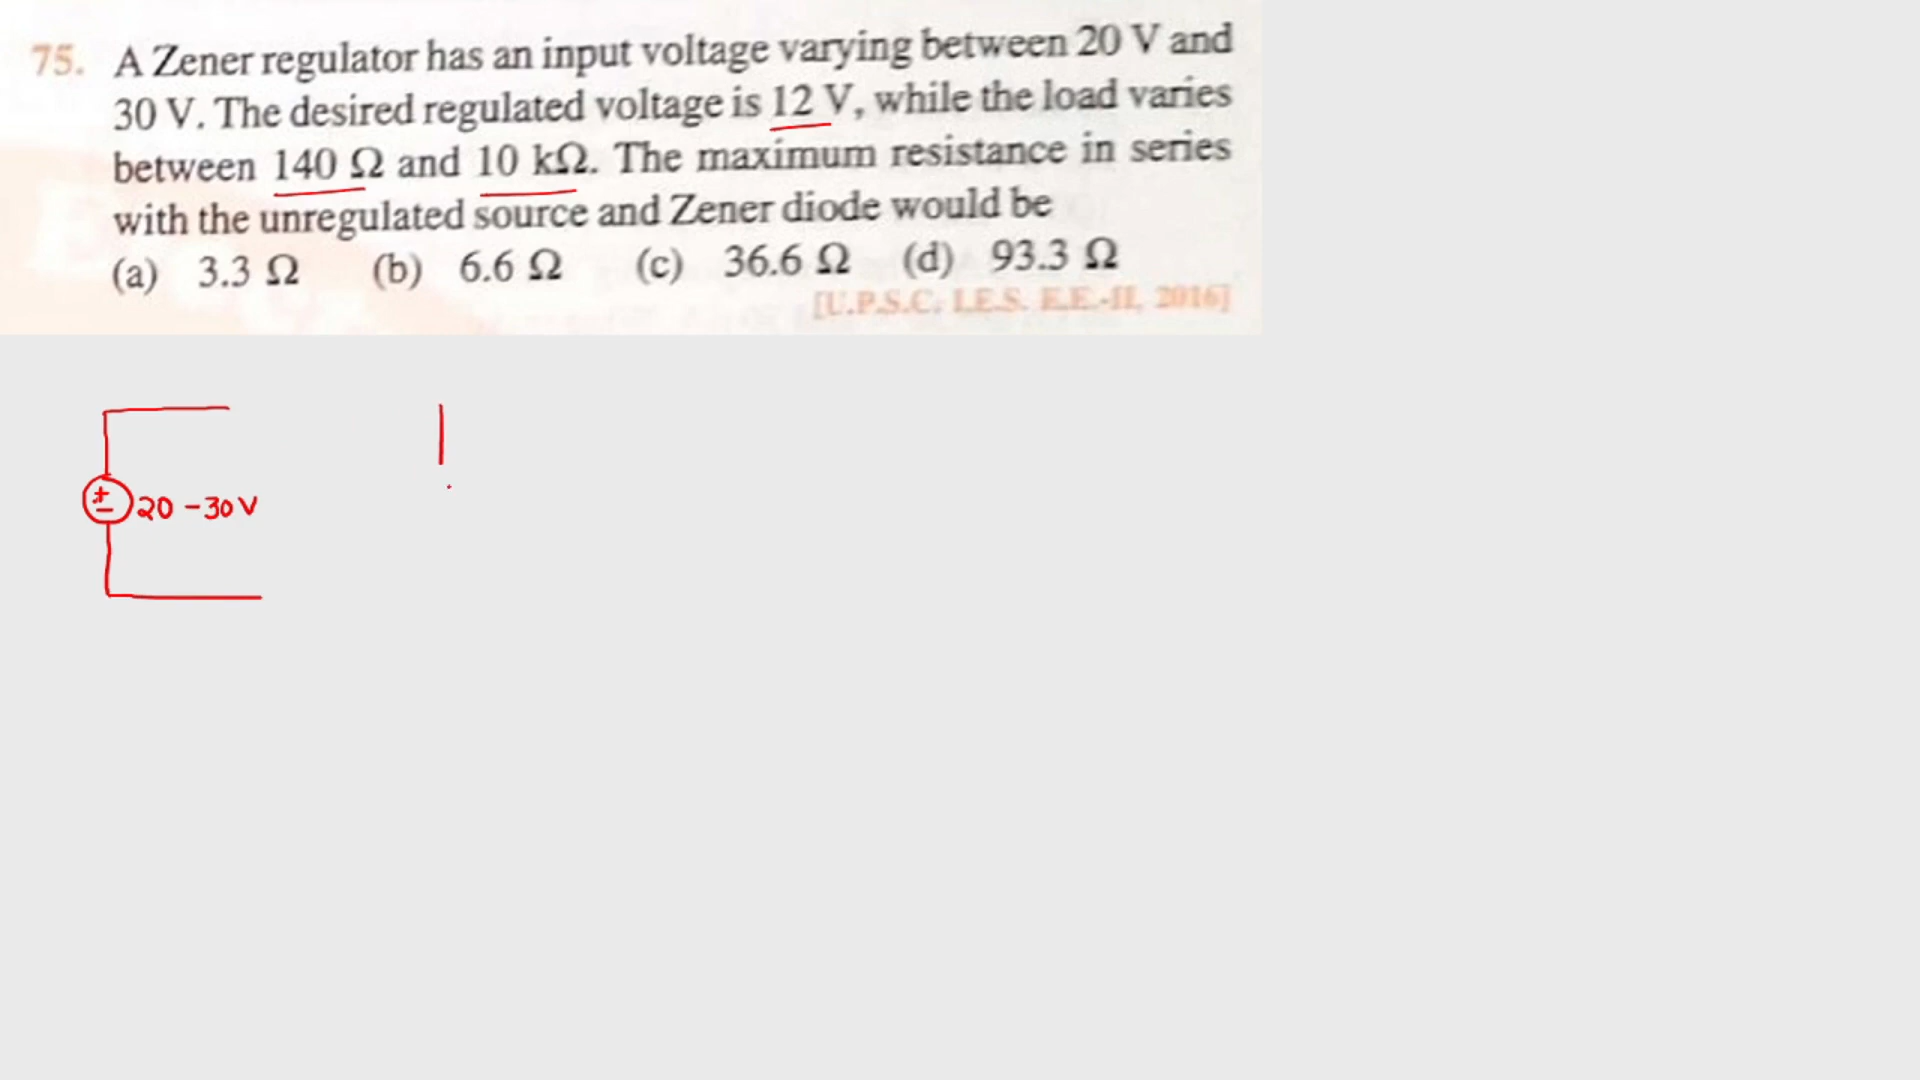 75. A Zener regulator has an input voltage varying between 20 V and
30 V. The desired regulated voltage is 12 V, while the load varies
between 140 Ω and 10 kΩ. The maximum resistance in series
with the unregulated source and Zener diode would be
(a) 3.3 Ω (b) 6.6 Ω (c) 36.6 Ω (d) 93.3 Ω
[U.P.S.C. I.E.S. E.E.-II, 2016]
+
-
20 - 30 V